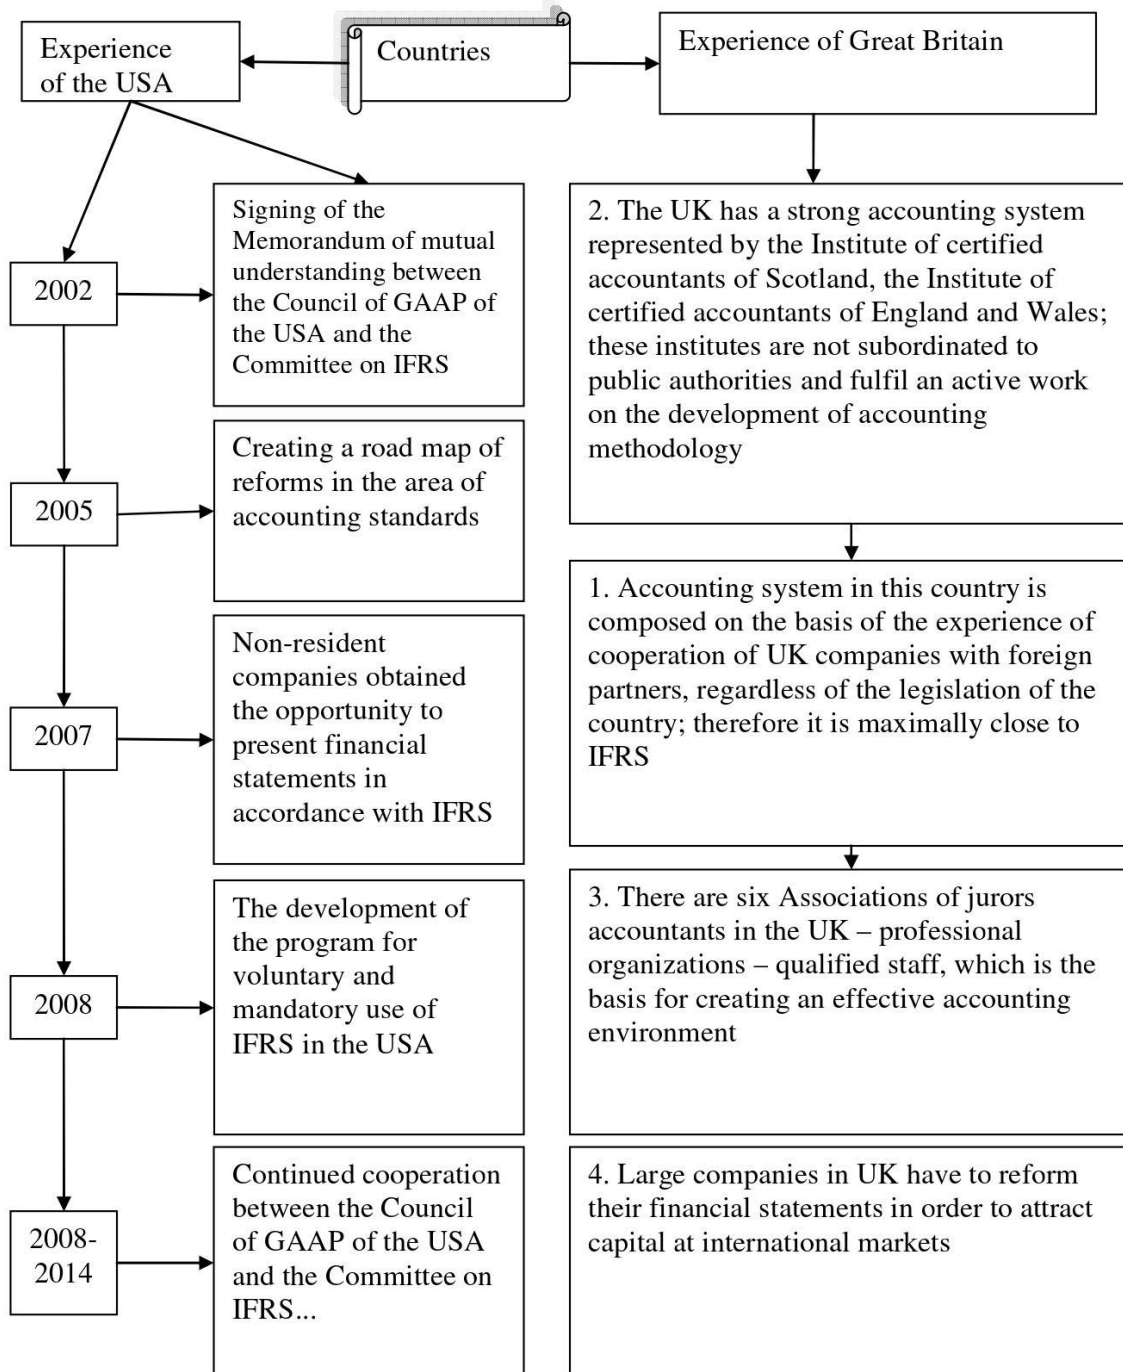 Experience
of the USA
Countries
Experience of Great Britain
2002
Signing of the
Memorandum of mutual
understanding between
the Council of GAAP of
the USA and the
Committee on IFRS
2005
Creating a road map of
reforms in the area of
accounting standards
2007
Non-resident
companies obtained
the opportunity to
present financial
statements in
accordance with IFRS
2008
The development of
the program for
voluntary and
mandatory use of
IFRS in the USA
2008-
2014
Continued cooperation
between the Council
of GAAP of the USA
and the Committee on
IFRS...
2. The UK has a strong accounting system
represented by the Institute of certified
accountants of Scotland, the Institute of
certified accountants of England and Wales;
these institutes are not subordinated to
public authorities and fulfil an active work
on the development of accounting
methodology
1. Accounting system in this country is
composed on the basis of the experience of
cooperation of UK companies with foreign
partners, regardless of the legislation of the
country; therefore it is maximally close to
IFRS
3. There are six Associations of jurors
accountants in the UK – professional
organizations – qualified staff, which is the
basis for creating an effective accounting
environment
4. Large companies in UK have to reform
their financial statements in order to attract
capital at international markets